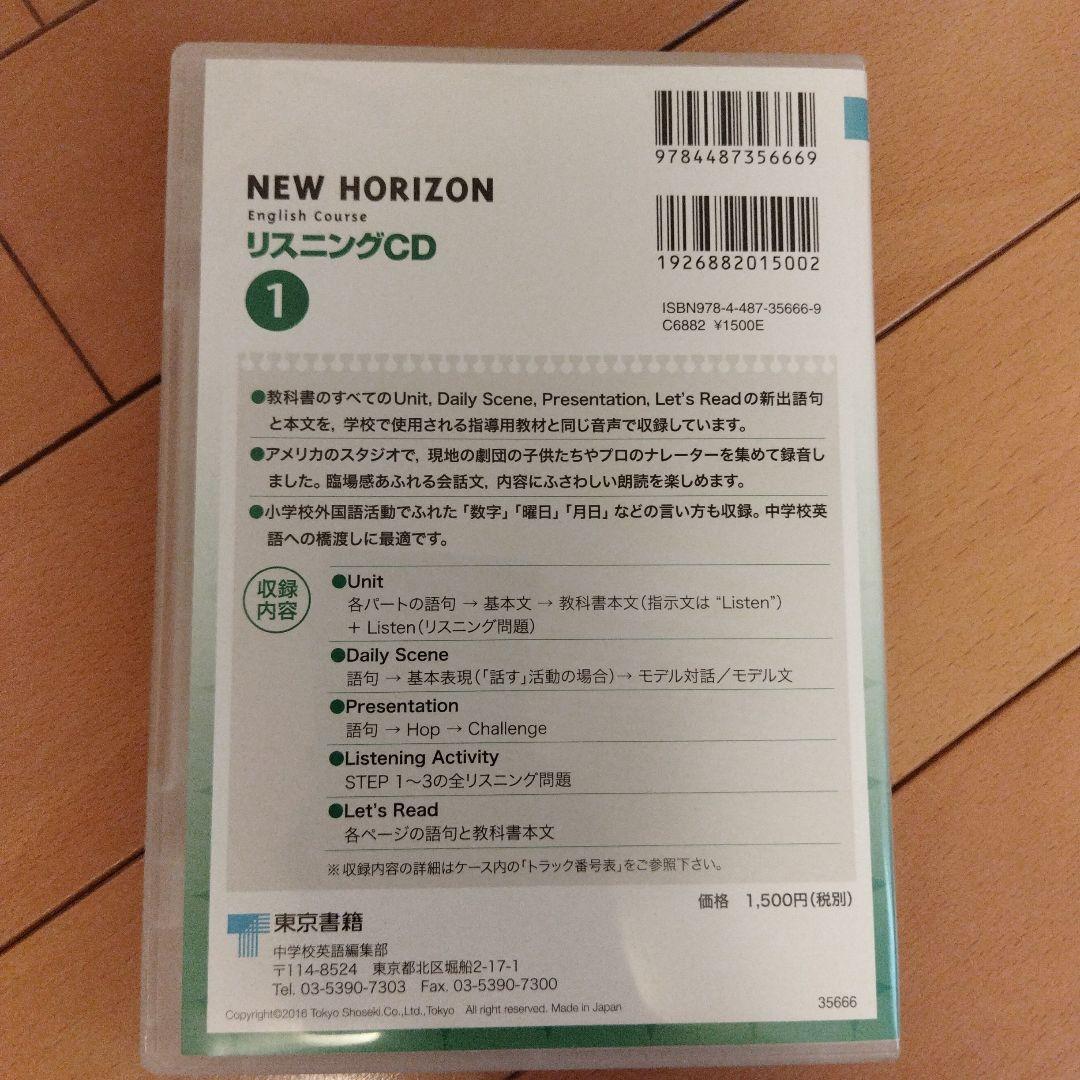 9784487356669
NEW HORIZON
English Course
リスニングCD
1
1926882015002
ISBN978-4-487-35666-9
C6882 ¥1500E
●教科書のすべてのUnit, Daily Scene, Presentation, Let's Readの新出語句
と本文を, 学校で使用される指導用教材と同じ音声で収録しています。
●アメリカのスタジオで, 現地の劇団の子供たちやプロのナレーターを集めて録音し
ました。臨場感あふれる会話文, 内容にふさわしい朗読を楽しめます。
●小学校外国語活動でふれた「数字」「曜日」「月日」などの言い方も収録。中学校英
語への橋渡しに最適です。
収録
内容
●Unit
各パートの語句 → 基本文 → 教科書本文(指示文は “Listen”)
+ Listen(リスニング問題)
●Daily Scene
語句 → 基本表現(「話す」活動の場合)→ モデル対話/モデル文
●Presentation
語句 → Hop → Challenge
●Listening Activity
STEP 1~3の全リスニング問題
●Let's Read
各ページの語句と教科書本文
※収録内容の詳細はケース内の「トラック番号表」をご参照下さい。
価格 1,500円(税別)
東京書籍
中学校英語編集部
〒114-8524 東京都北区堀船2-17-1
Tel. 03-5390-7303 Fax. 03-5390-7300
Copyright©2016 Tokyo Shoseki.Co.,Ltd.,Tokyo All right reserved. Made in Japan
35666